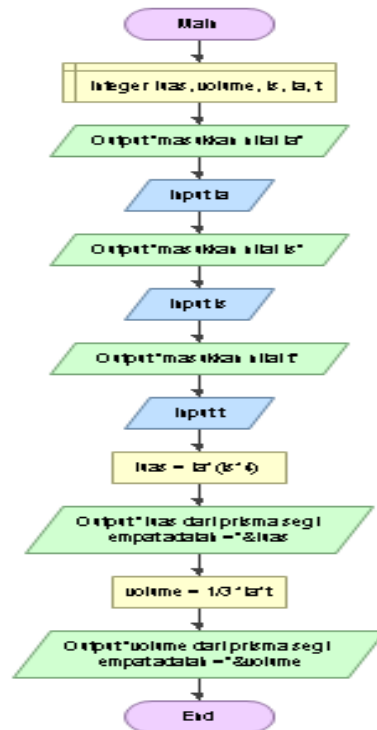 Main
Integer luas, volume, ls, la, t
Output "masukkan nilai la"
Input la
Output "masukkan nilai ls"
Input ls
Output "masukkan nilai t"
Input t
luas = la * (ls * 4)
Output "luas dari prisma segi
empat adalah = "&luas
volume = 1/3 * la * t
Output "volume dari prisma segi
empat adalah = "&volume
End